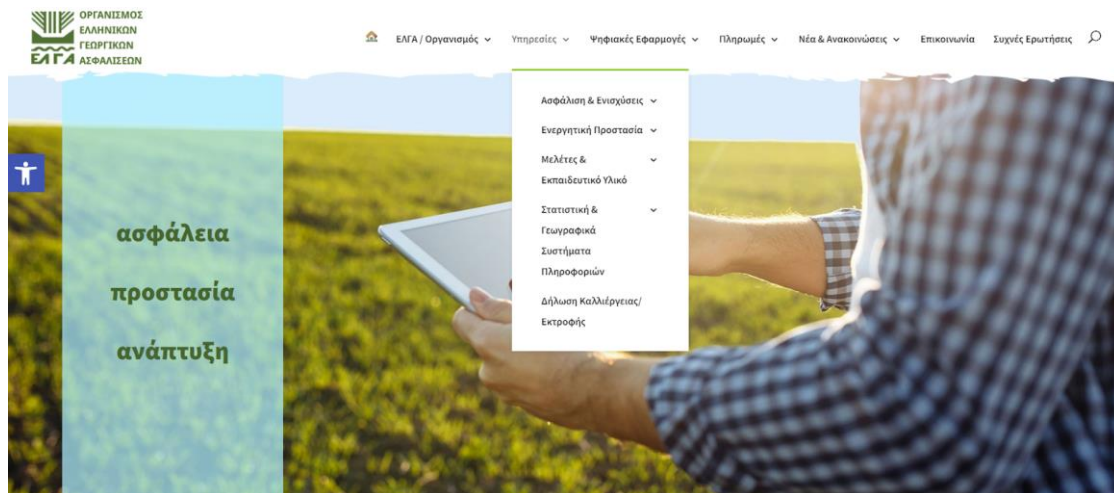 ΟΡΓΑΝΙΣΜΟΣ
ΕΛΛΗΝΙΚΩΝ
ΓΕΩΡΓΙΚΩΝ
ΕΛΓΑ ΑΣΦΑΛΙΣΕΩΝ
ΕΛΓΑ / Οργανισμός Υπηρεσίες Ψηφιακές Εφαρμογές Πληρωμές Νέα & Ανακοινώσεις Επικοινωνία Συχνές Ερωτήσεις
Ασφάλιση & Ενισχύσεις
Ενεργητική Προστασία
Μελέτες &
Εκπαιδευτικό Υλικό
Στατιστική &
Γεωγραφικά
Συστήματα
Πληροφοριών
Δήλωση Καλλιέργειας/
Εκτροφής
ασφάλεια
προστασία
ανάπτυξη